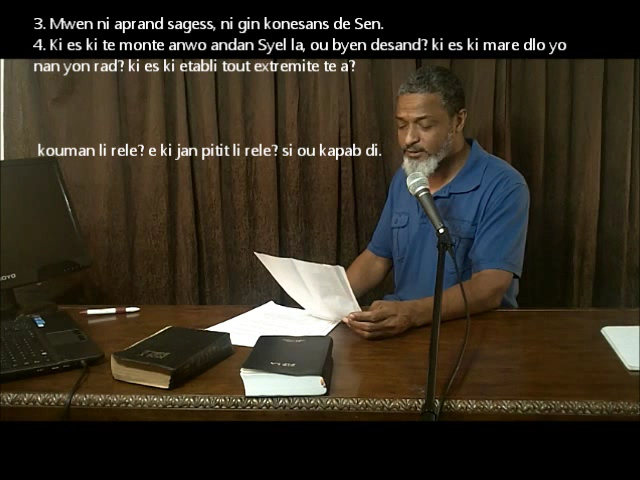 3. Mwen ni aprand sagess, ni gin konesans de Sen.
4. Ki es ki te monte anwo andan Syel la, ou byen desand? ki es ki mare dlo yo
nan yon rad? ki es ki etabli tout extremite te a?
kouman li rele? e ki jan pitit li rele? si ou kapab di.